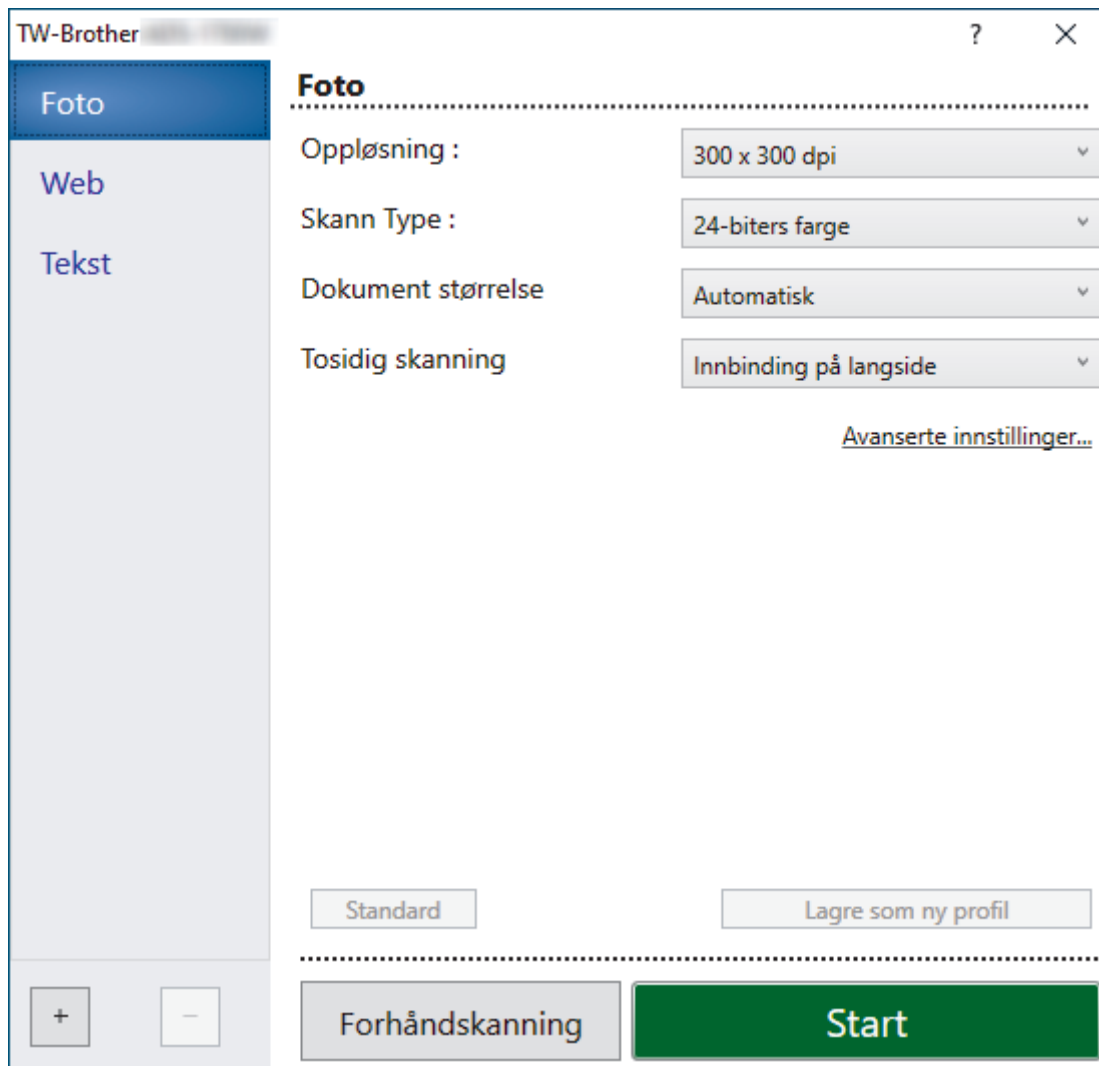 TW-Brother
?
Foto
Web
Tekst
Foto
Oppløsning :
300 x 300 dpi
Skann Type :
24-biters farge
Dokument størrelse
Automatisk
Tosidig skanning
Innbinding på langside
Avanserte innstillinger...
Standard
Lagre som ny profil
+
−
Forhåndskanning
Start